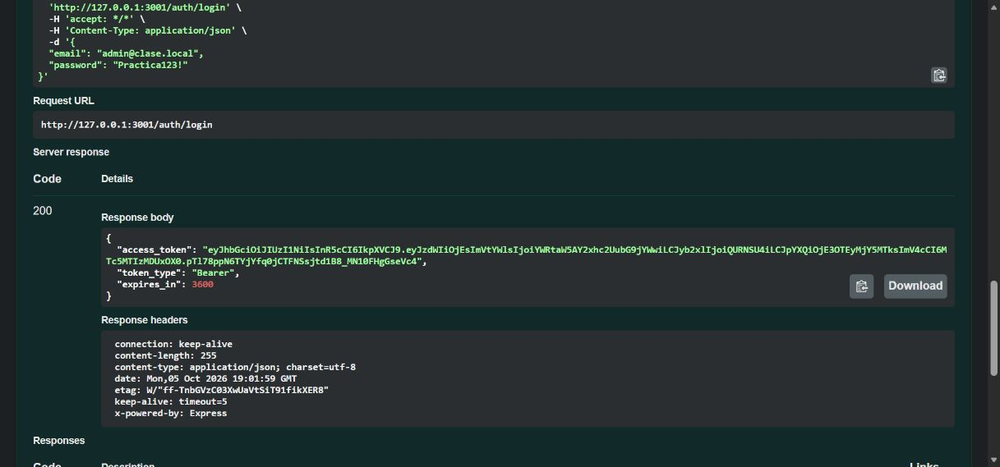 'http://127.0.0.1:3001/auth/login' \
-H 'accept: */*' \
-H 'Content-Type: application/json' \
-d '{
"email": "admin@clase.local",
"password": "Practica123!"
}'
Request URL
http://127.0.0.1:3001/auth/login
Server response
Code Details
200
Response body
{
"access_token": "eyJhbGciOiJIUzI1NiIsInR5cCI6IkpXVCJ9.eyJzdWIiOjEsImVtYWlsIjoiYWRtaW5AY2xhc2UubG9jYWwiLCJyb2xlIjoiQURNSU4iLCJpYXQiOjE3OTEyMjY5MTksImV4cCI6M
Tc5MTIzMDUxOX0.pTl78ppN6TYjYfq0jCTFNSsjtd1B8_MN10FHgGseVc4",
"token_type": "Bearer",
"expires_in": 3600
}
Download
Response headers
connection: keep-alive
content-length: 255
content-type: application/json; charset=utf-8
date: Mon,05 Oct 2026 19:01:59 GMT
etag: W/"ff-TnbGVzC03XwUaVtSiT91fikXER8"
keep-alive: timeout=5
x-powered-by: Express
Responses
Code Description Links